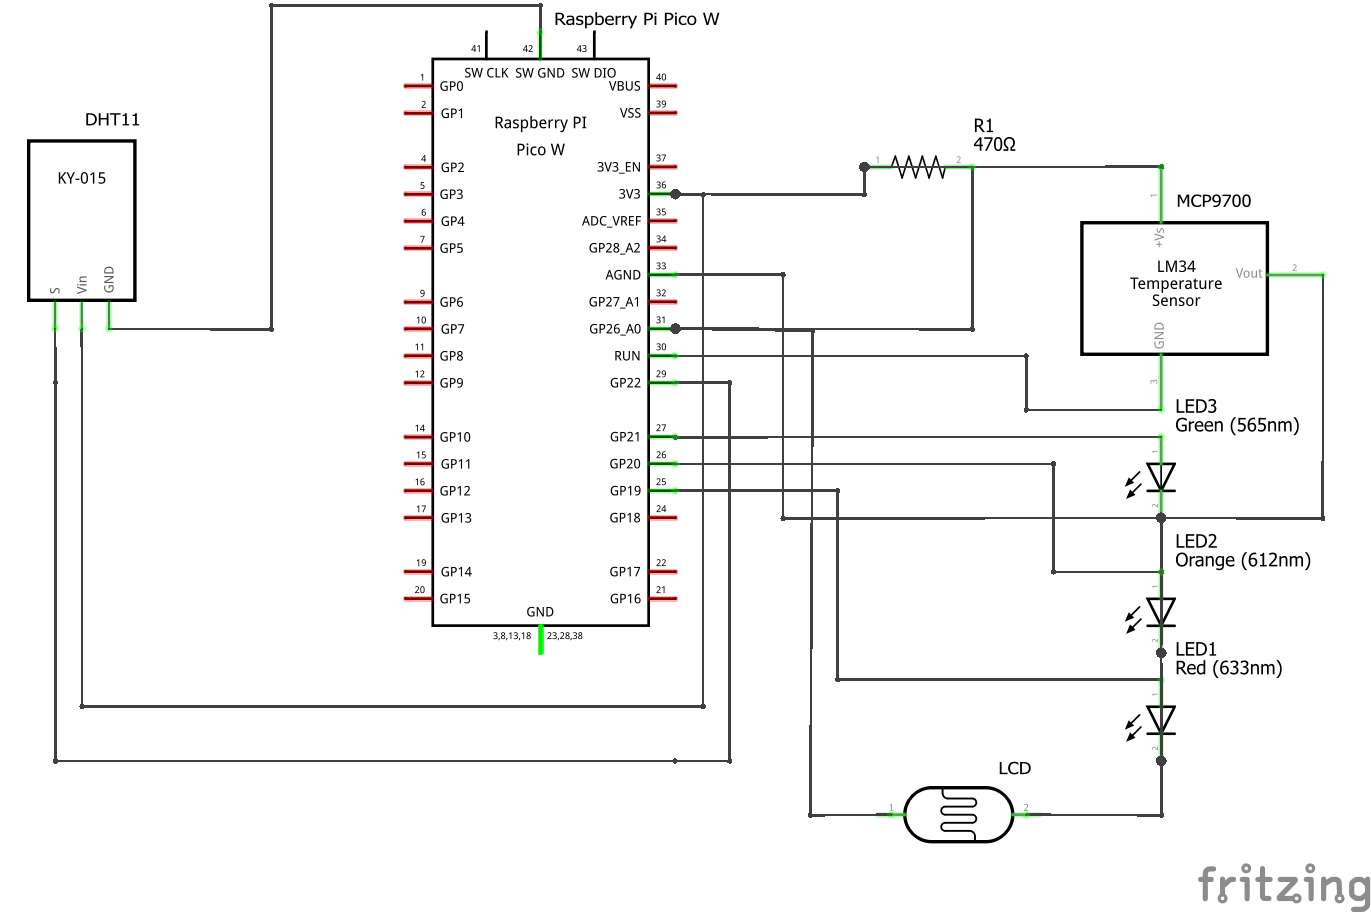 Raspberry Pi Pico W
41
42
43
SW CLK
SW GND
SW DIO
Raspberry PI
Pico W
1
GP0
2
GP1
4
GP2
5
GP3
6
GP4
7
GP5
9
GP6
10
GP7
11
GP8
12
GP9
14
GP10
15
GP11
16
GP12
17
GP13
19
GP14
20
GP15
VBUS
40
VSS
39
3V3_EN
37
3V3
36
ADC_VREF
35
GP28_A2
34
AGND
33
GP27_A1
32
GP26_A0
31
RUN
30
GP22
29
GP21
27
GP20
26
GP19
25
GP18
24
GP17
22
GP16
21
GND
3,8,13,18
23,28,38
DHT11
KY-015
S
Vin
GND
R1
470Ω
1
2
MCP9700
1
+Vs
LM34
Temperature
Sensor
Vout
2
GND
3
LED3
Green (565nm)
1
2
LED2
Orange (612nm)
1
2
LED1
Red (633nm)
1
2
LCD
1
2
fritzing